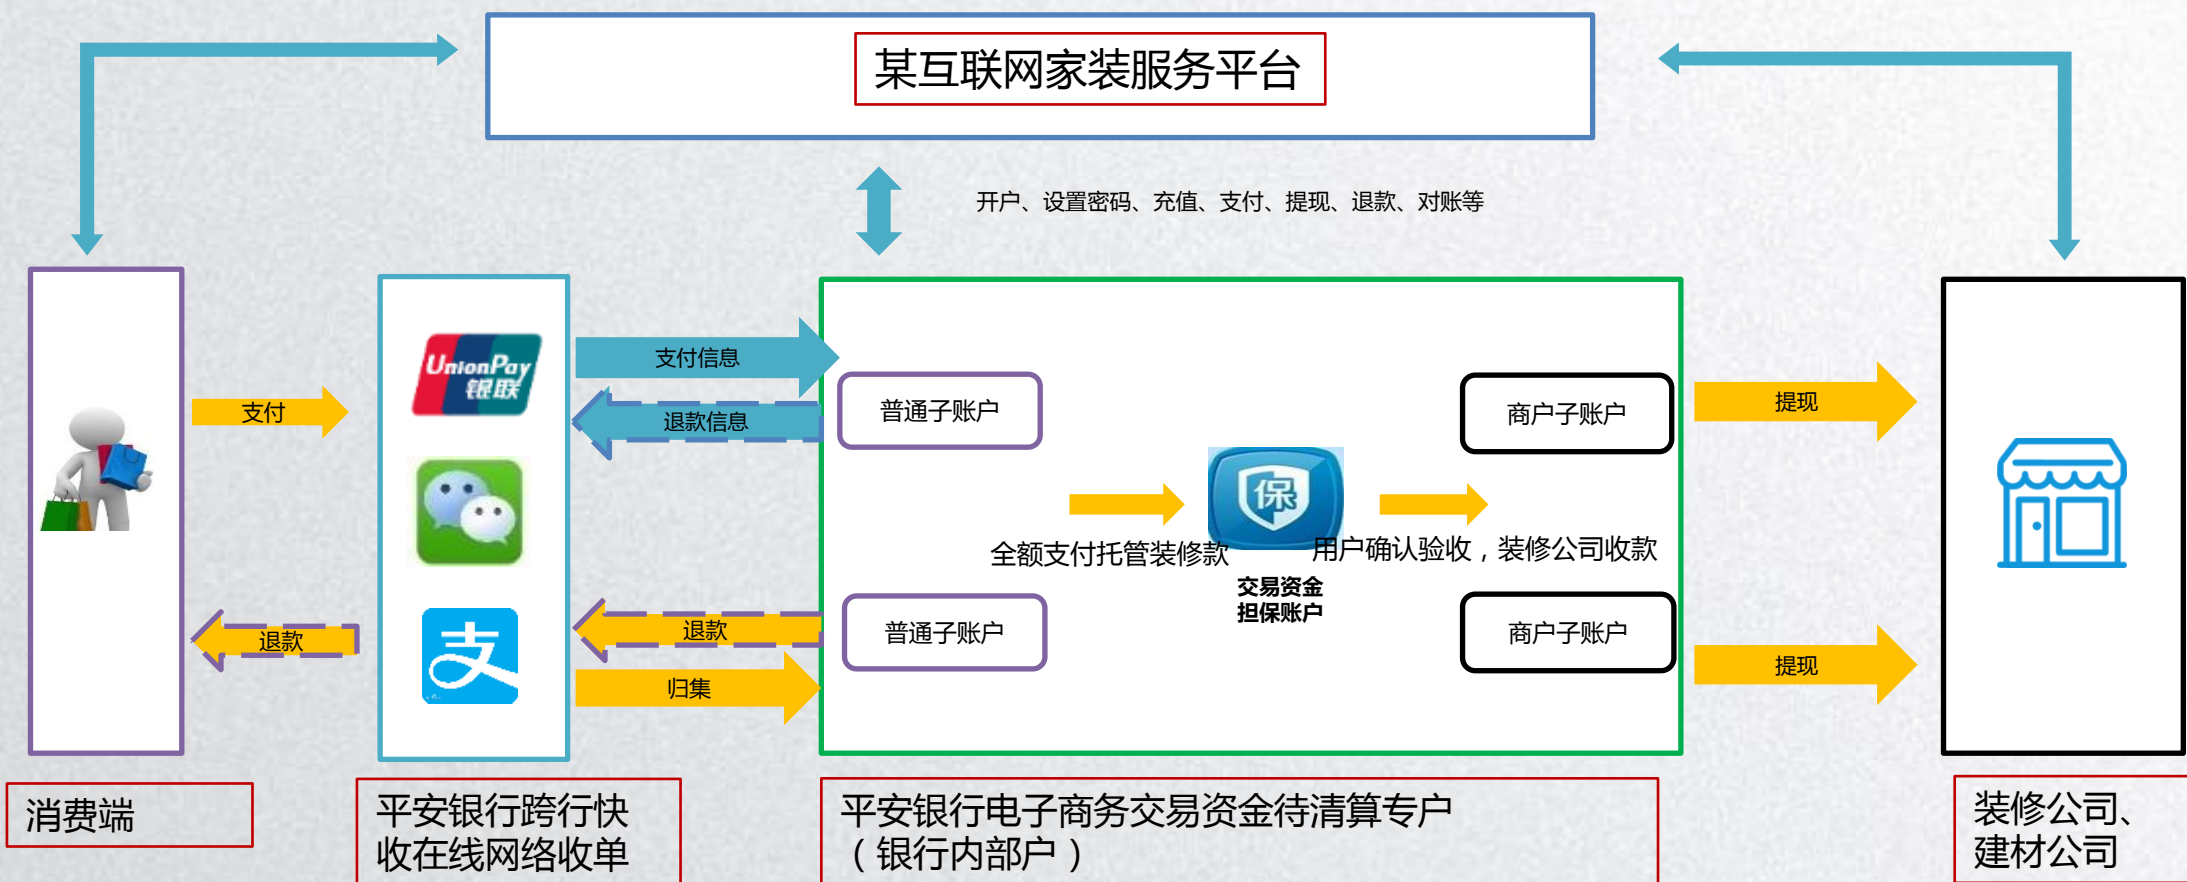 某互联网家装服务平台
开户、设置密码、充值、支付、提现、退款、对账等
UnionPay
银联
支付信息
支付
退款信息
普通子账户
商户子账户
提现
保
全额支付托管装修款
用户确认验收，装修公司收款
交易资金
担保账户
支
退款
退款
归集
普通子账户
商户子账户
提现
消费端
平安银行跨行快
收在线网络收单
平安银行电子商务交易资金待清算专户
（银行内部户）
装修公司、
建材公司